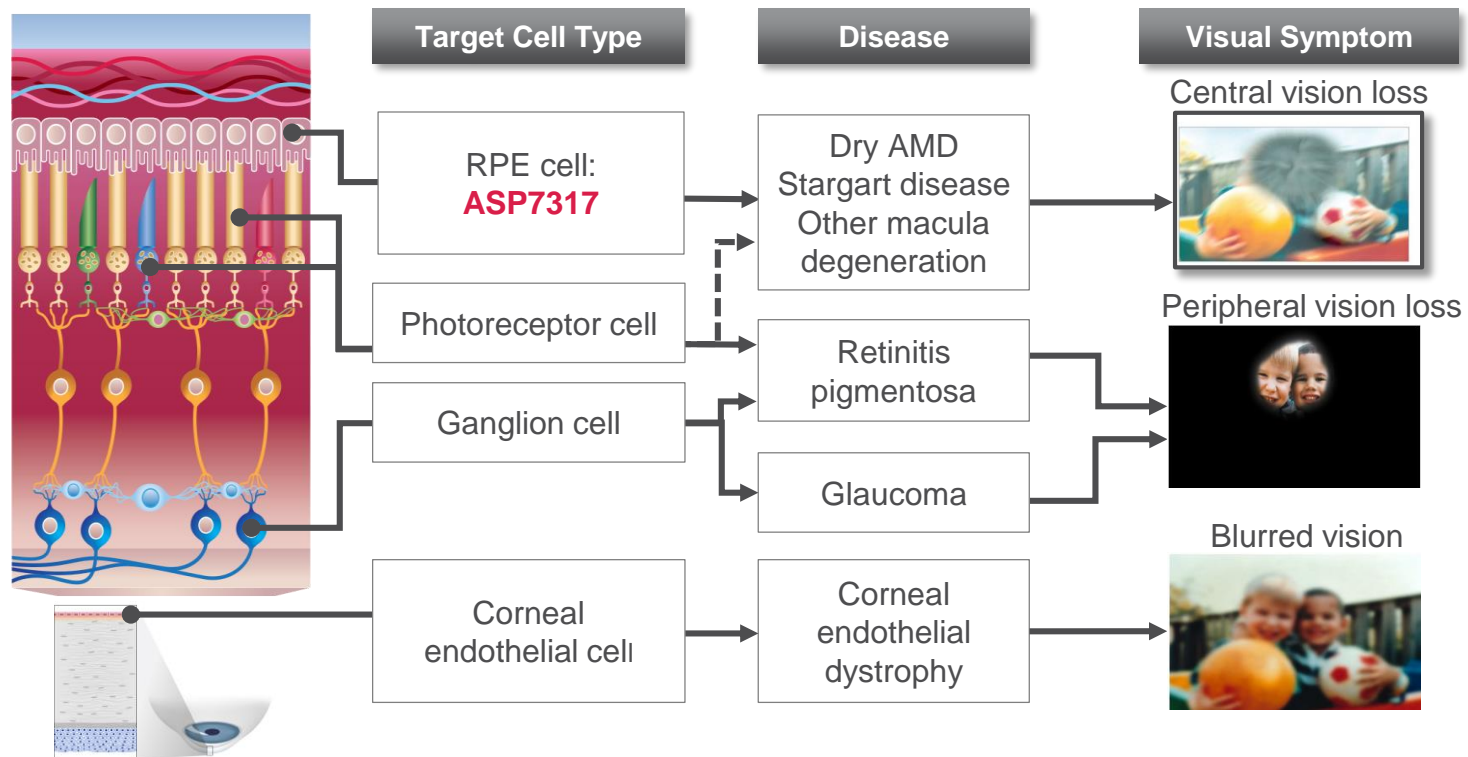 Target Cell Type
Disease
Visual Symptom
RPE cell:
ASP7317
Dry AMD
Stargart disease
Other macula
degeneration
Central vision loss
Photoreceptor cell
Retinitis
pigmentosa
Peripheral vision loss
Ganglion cell
Glaucoma
Corneal
endothelial cell
Corneal
endothelial
dystrophy
Blurred vision